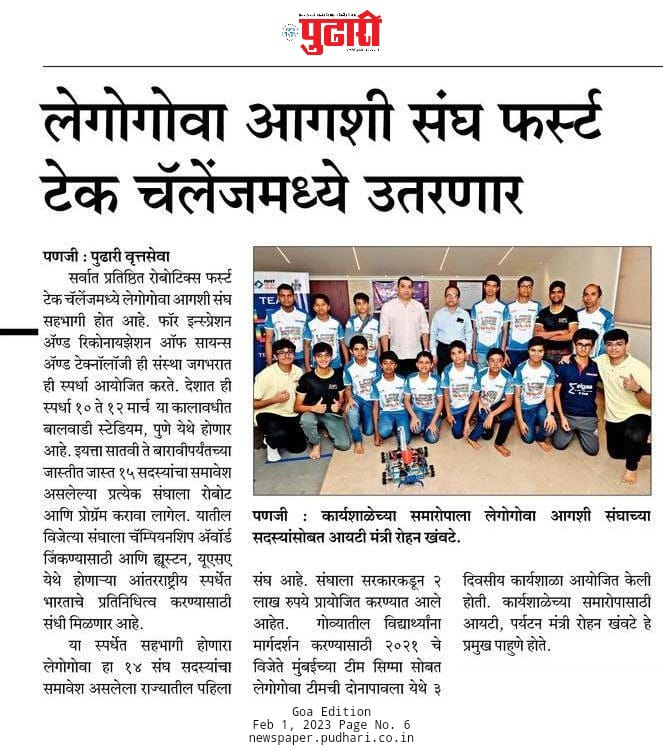 पुढारी
लेगोगोवा आगशी संघ फर्स्ट
टेक चॅलेंजमध्ये उतरणार
पणजी : पुढारी वृत्तसेवा
सर्वात प्रतिष्ठित रोबोटिक्स फर्स्ट
टेक चॅलेंजमध्ये लेगोगोवा आगशी संघ
सहभागी होत आहे. फॉर इन्स्प्रेशन
ॲण्ड रिकोनायझेशन ऑफ सायन्स
ॲण्ड टेक्नॉलॉजी ही संस्था जगभरात
ही स्पर्धा आयोजित करते. देशात ही
स्पर्धा १० ते १२ मार्च या कालावधीत
बालवाडी स्टेडियम, पुणे येथे होणार
आहे. इयत्ता सातवी ते बारावीपर्यंतच्या
जास्तीत जास्त १५ सदस्यांचा समावेश
असलेल्या प्रत्येक संघाला रोबोट
आणि प्रोग्रॅम करावा लागेल. यातील
विजेत्या संघाला चॅम्पियनशिप अ‍ॅवॉर्ड
जिंकण्यासाठी आणि ह्यूस्टन, यूएसए
येथे होणाऱ्या आंतरराष्ट्रीय स्पर्धेत
भारताचे प्रतिनिधित्व करण्यासाठी
संधी मिळणार आहे.
या स्पर्धेत सहभागी होणारा
लेगोगोवा हा १४ संघ सदस्यांचा
समावेश असलेला राज्यातील पहिला
पणजी : कार्यशाळेच्या समारोपाला लेगोगोवा आगशी संघाच्या
सदस्यांसोबत आयटी मंत्री रोहन खंवटे.
संघ आहे. संघाला सरकारकडून २
लाख रुपये प्रायोजित करण्यात आले
आहेत. गोव्यातील विद्यार्थ्यांना
मार्गदर्शन करण्यासाठी २०२१ चे
विजेते मुंबईच्या टीम सिग्मा सोबत
लेगोगोवा टीमची दोनापावला येथे ३
दिवसीय कार्यशाळा आयोजित केली
होती. कार्यशाळेच्या समारोपासाठी
आयटी, पर्यटन मंत्री रोहन खंवटे हे
प्रमुख पाहुणे होते.
Goa Edition
Feb 1, 2023 Page No. 6
newspaper.pudhari.co.in